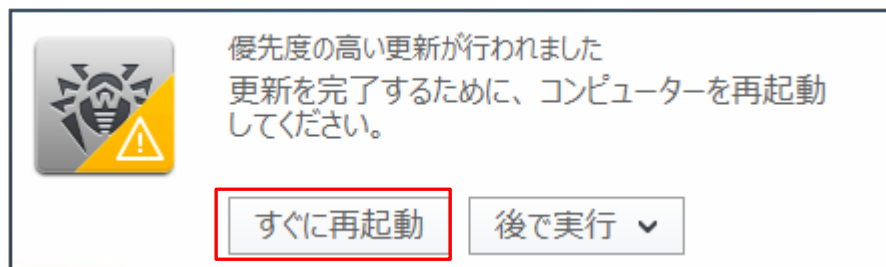 優先度の高い更新が行われました
更新を完了するために、コンピューターを再起動
してください。
すぐに再起動
後で実行